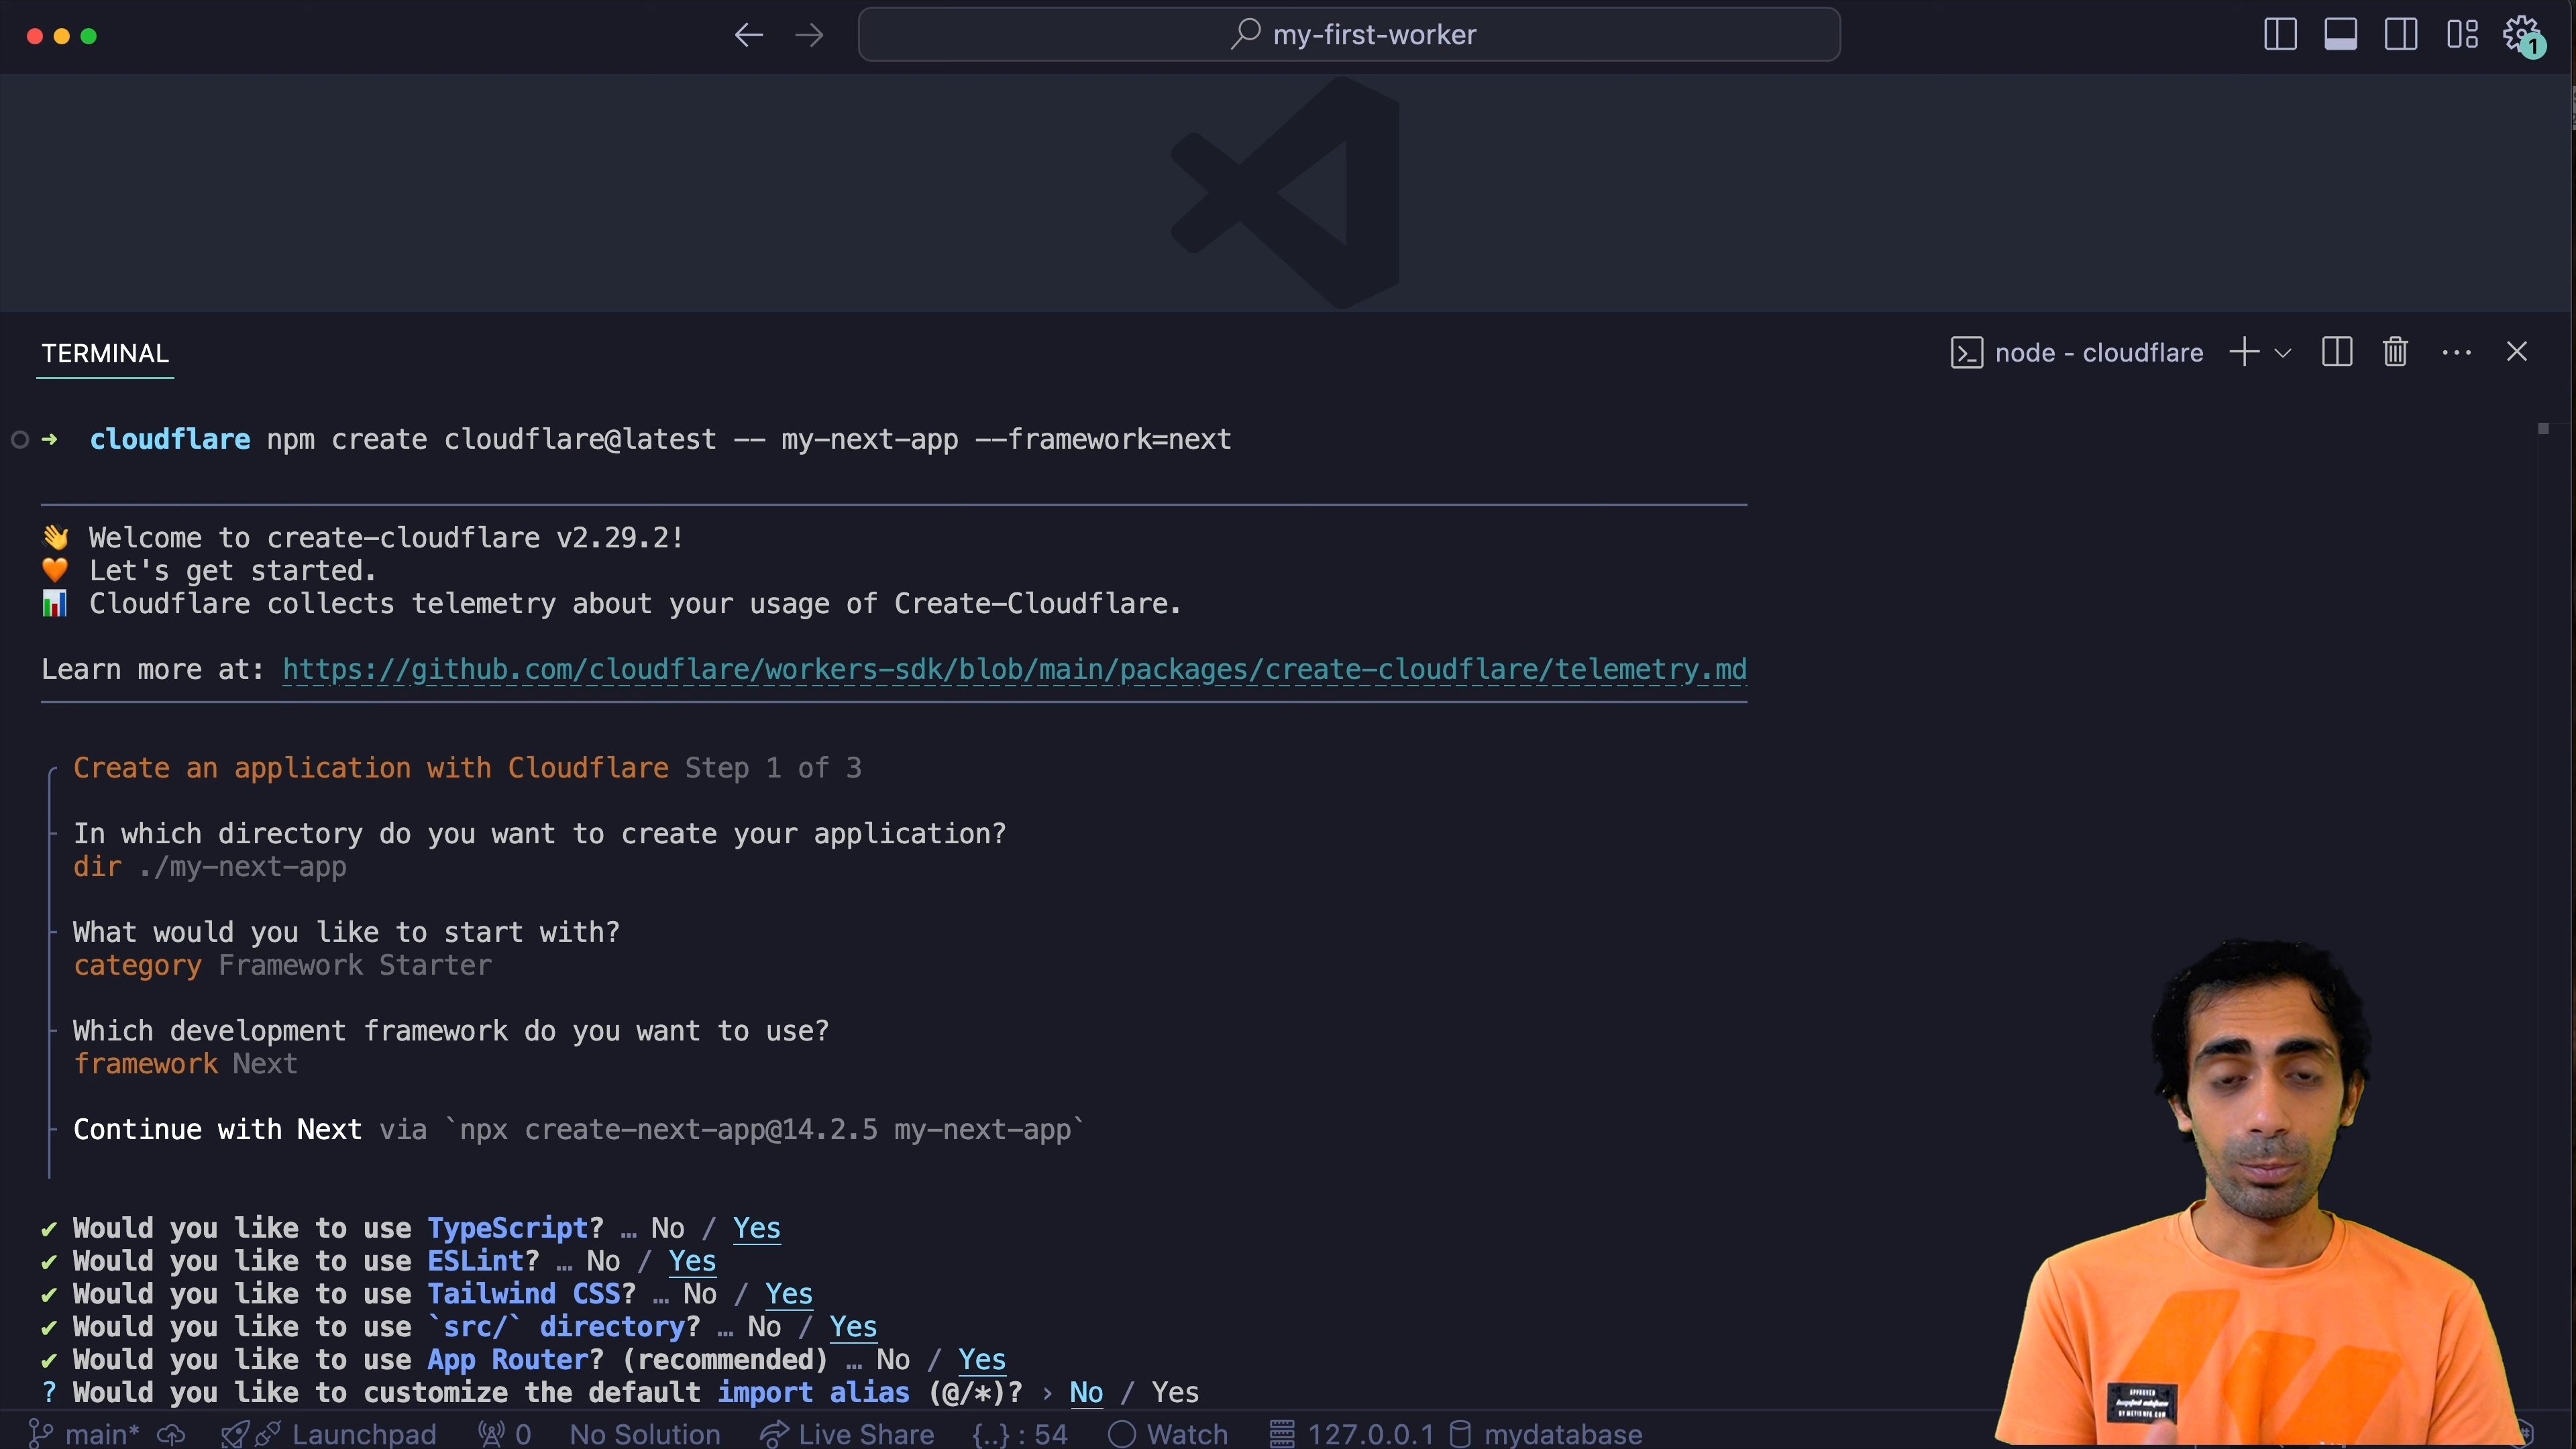 my-first-worker
1
TERMINAL
node - cloudflare
➜ cloudflare npm create cloudflare@latest -- my-next-app --framework=next
👋 Welcome to create-cloudflare v2.29.2!
🧡 Let's get started.
📊 Cloudflare collects telemetry about your usage of Create-Cloudflare.
Learn more at: https://github.com/cloudflare/workers-sdk/blob/main/packages/create-cloudflare/telemetry.md
Create an application with Cloudflare Step 1 of 3
In which directory do you want to create your application?
dir ./my-next-app
What would you like to start with?
category Framework Starter
Which development framework do you want to use?
framework Next
Continue with Next via `npx create-next-app@14.2.5 my-next-app`
✔ Would you like to use TypeScript? … No / Yes
✔ Would you like to use ESLint? … No / Yes
✔ Would you like to use Tailwind CSS? … No / Yes
✔ Would you like to use `src/` directory? … No / Yes
✔ Would you like to use App Router? (recommended) … No / Yes
? Would you like to customize the default import alias (@/*)? › No / Yes
APPROVED
main* Launchpad 0 No Solution Live Share {..} : 54 Watch 127.0.0.1 mydatabase